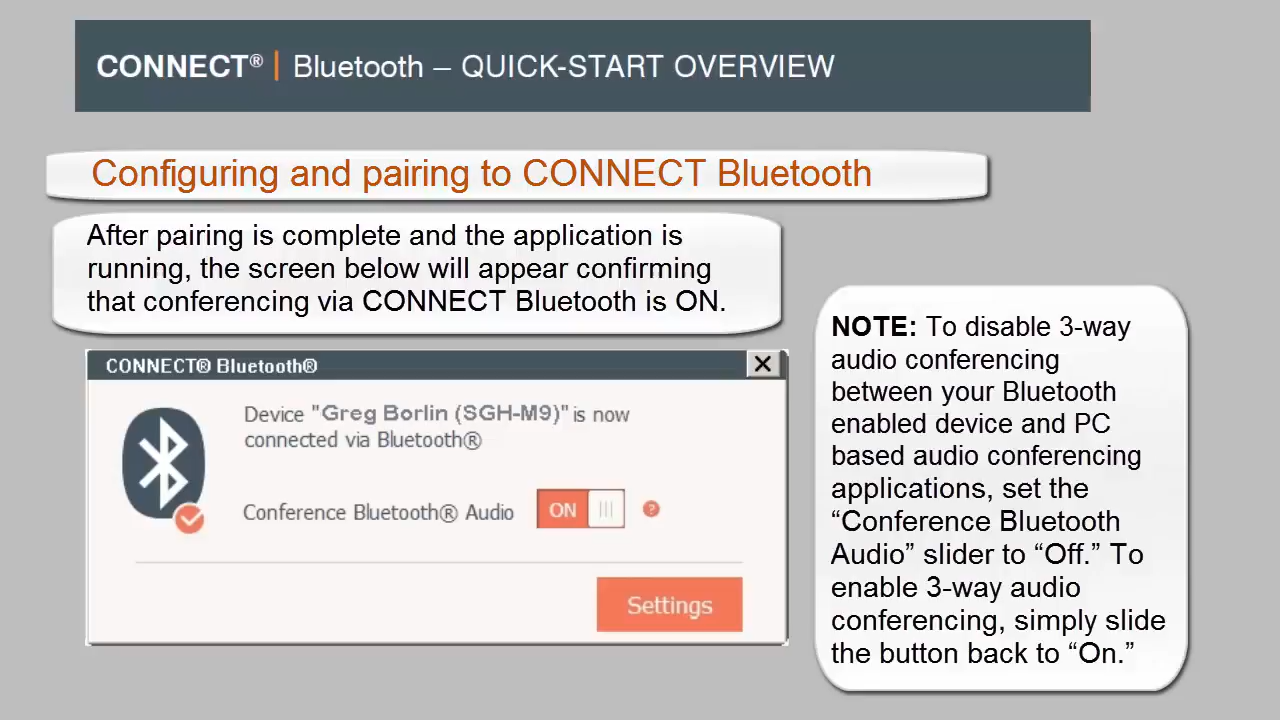 CONNECT® | Bluetooth – QUICK-START OVERVIEW
Configuring and pairing to CONNECT Bluetooth
After pairing is complete and the application is
running, the screen below will appear confirming
that conferencing via CONNECT Bluetooth is ON.
CONNECT® Bluetooth®
Device "Greg Borlin (SGH-M9)" is now
connected via Bluetooth®
Conference Bluetooth® Audio ON ?
Settings
NOTE: To disable 3-way
audio conferencing
between your Bluetooth
enabled device and PC
based audio conferencing
applications, set the
“Conference Bluetooth
Audio” slider to “Off.” To
enable 3-way audio
conferencing, simply slide
the button back to “On.”